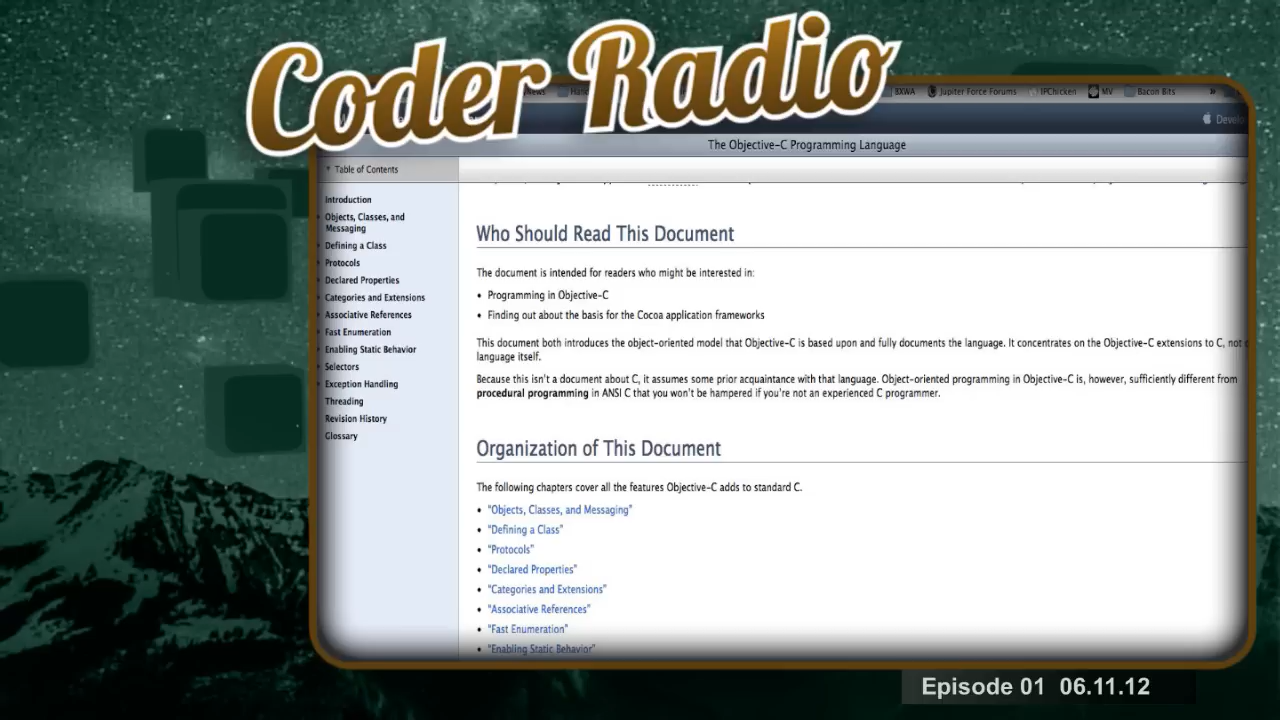 Coder Radio
News
BXWA
Jupiter Force Forums
IPChicken
MV
Bacon Bits
»
The Objective-C Programming Language
Table of Contents
Introduction
Objects, Classes, and
Messaging
Defining a Class
Protocols
Declared Properties
Categories and Extensions
Associative References
Fast Enumeration
Enabling Static Behavior
Selectors
Exception Handling
Threading
Revision History
Glossary
Who Should Read This Document
The document is intended for readers who might be interested in:
• Programming in Objective-C
• Finding out about the basis for the Cocoa application frameworks
This document both introduces the object-oriented model that Objective-C is based upon and fully documents the language. It concentrates on the Objective-C extensions to C, not
language itself.
Because this isn't a document about C, it assumes some prior acquaintance with that language. Object-oriented programming in Objective-C is, however, sufficiently different from
procedural programming in ANSI C that you won't be hampered if you're not an experienced C programmer.
Organization of This Document
The following chapters cover all the features Objective-C adds to standard C.
• "Objects, Classes, and Messaging"
• "Defining a Class"
• "Protocols"
• "Declared Properties"
• "Categories and Extensions"
• "Associative References"
• "Fast Enumeration"
• "Enabling Static Behavior"
Episode 01 06.11.12